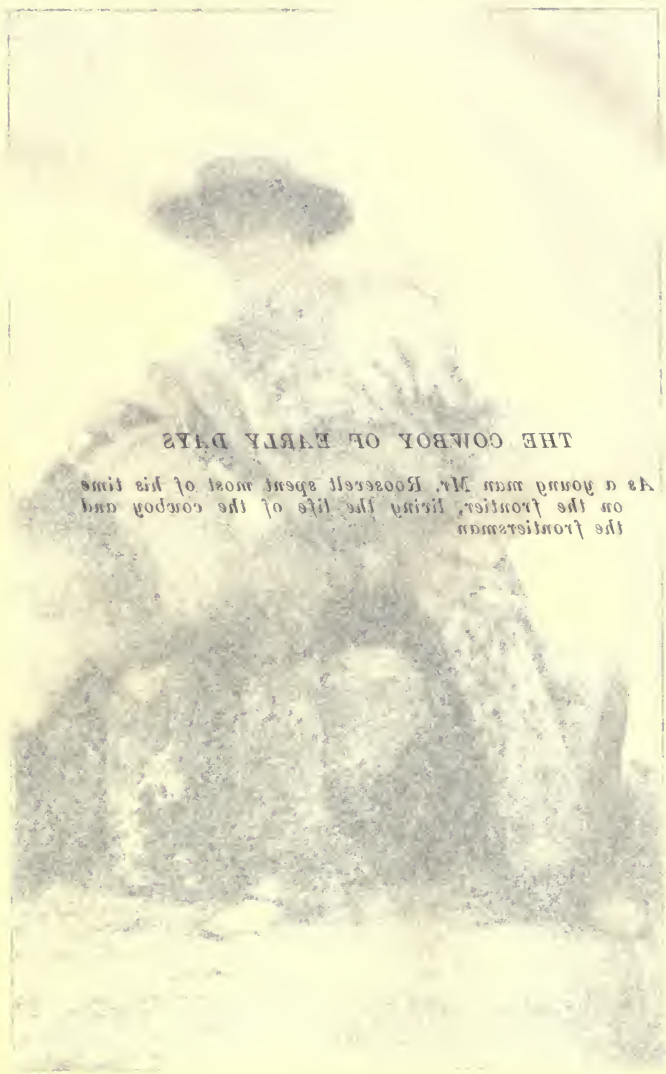 THE COWBOY OF EARLY DAYS
As a young man Mr. Roosevelt spent most of his time
on the frontier, living the life of the cowboy and
the frontiersman